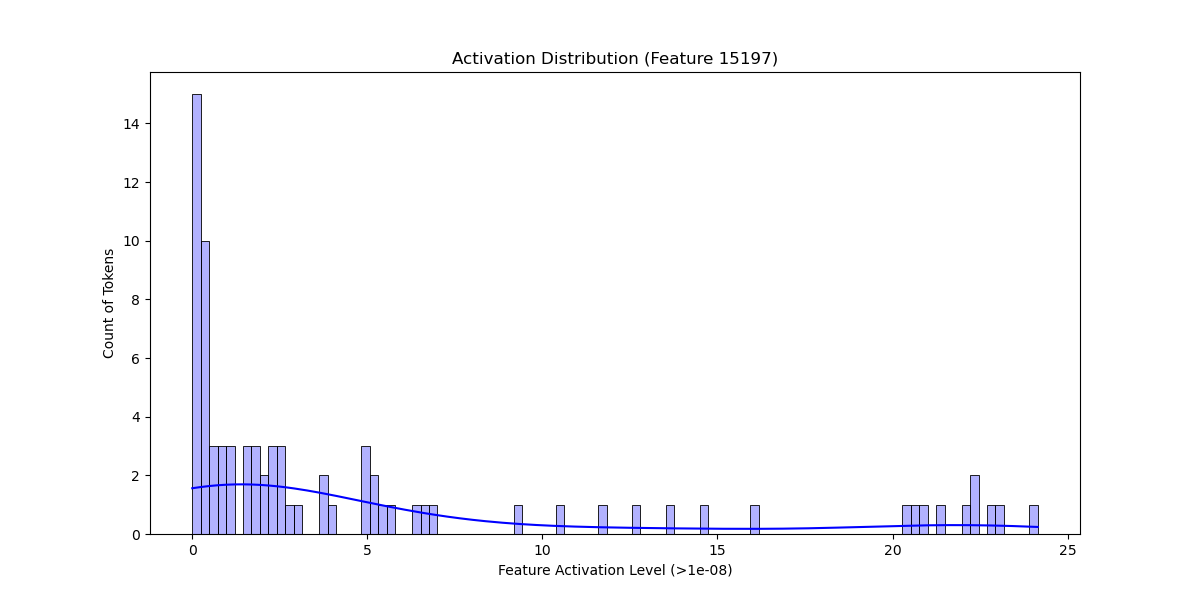 Activation Distribution (Feature 15197)
14
12
10
8
6
4
2
0
Count of Tokens
0 5 10 15 20 25
Feature Activation Level (>1e-08)